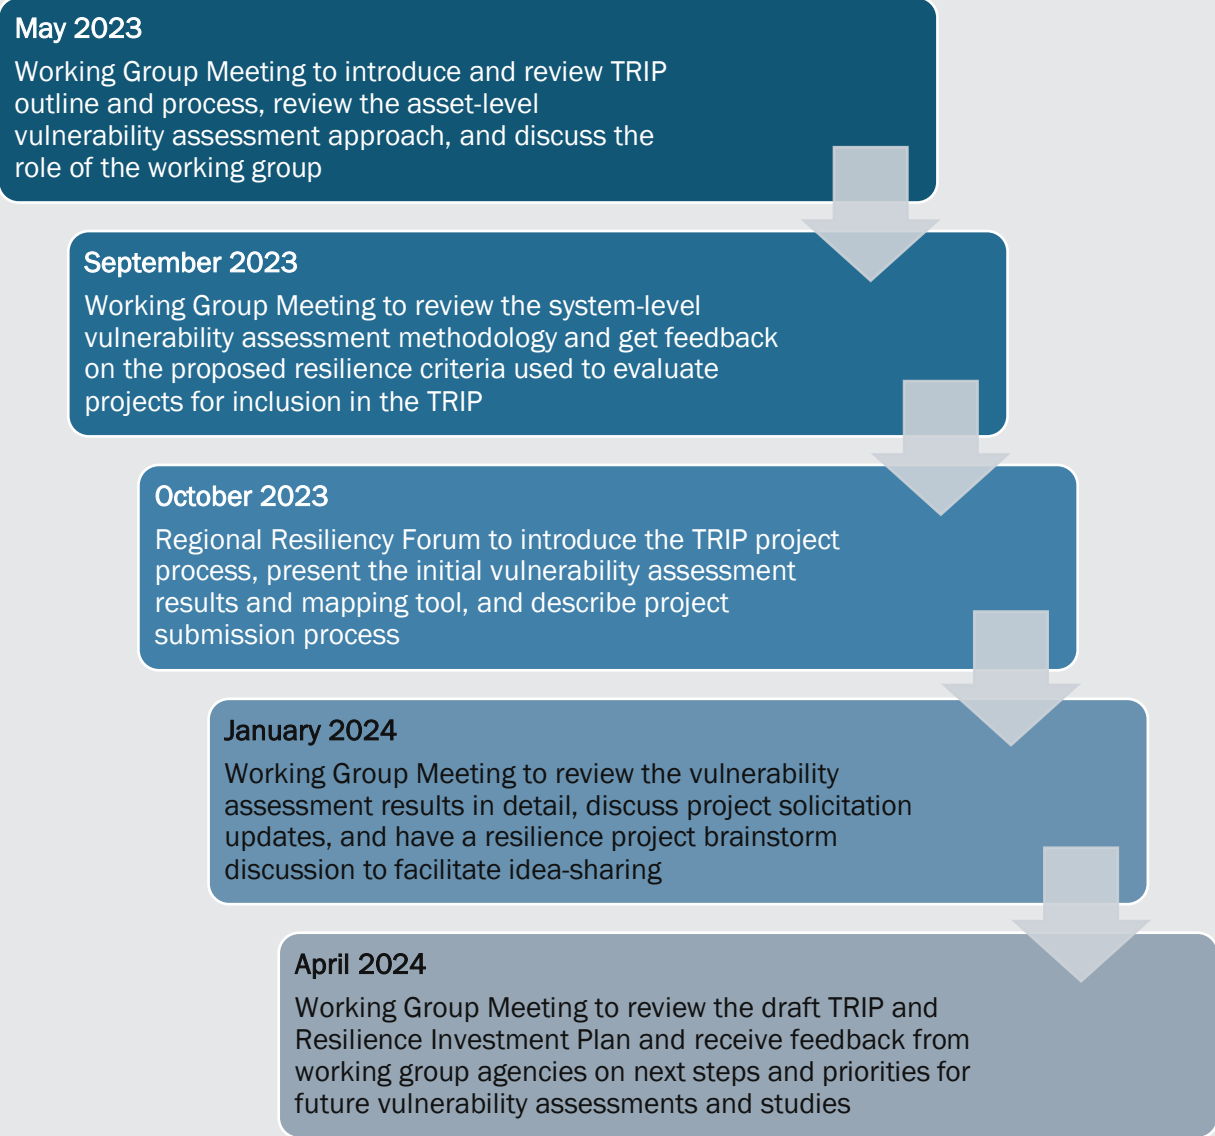 May 2023
Working Group Meeting to introduce and review TRIP
outline and process, review the asset-level
vulnerability assessment approach, and discuss the
role of the working group
September 2023
Working Group Meeting to review the system-level
vulnerability assessment methodology and get feedback
on the proposed resilience criteria used to evaluate
projects for inclusion in the TRIP
October 2023
Regional Resiliency Forum to introduce the TRIP project
process, present the initial vulnerability assessment
results and mapping tool, and describe project
submission process
January 2024
Working Group Meeting to review the vulnerability
assessment results in detail, discuss project solicitation
updates, and have a resilience project brainstorm
discussion to facilitate idea-sharing
April 2024
Working Group Meeting to review the draft TRIP and
Resilience Investment Plan and receive feedback from
working group agencies on next steps and priorities for
future vulnerability assessments and studies